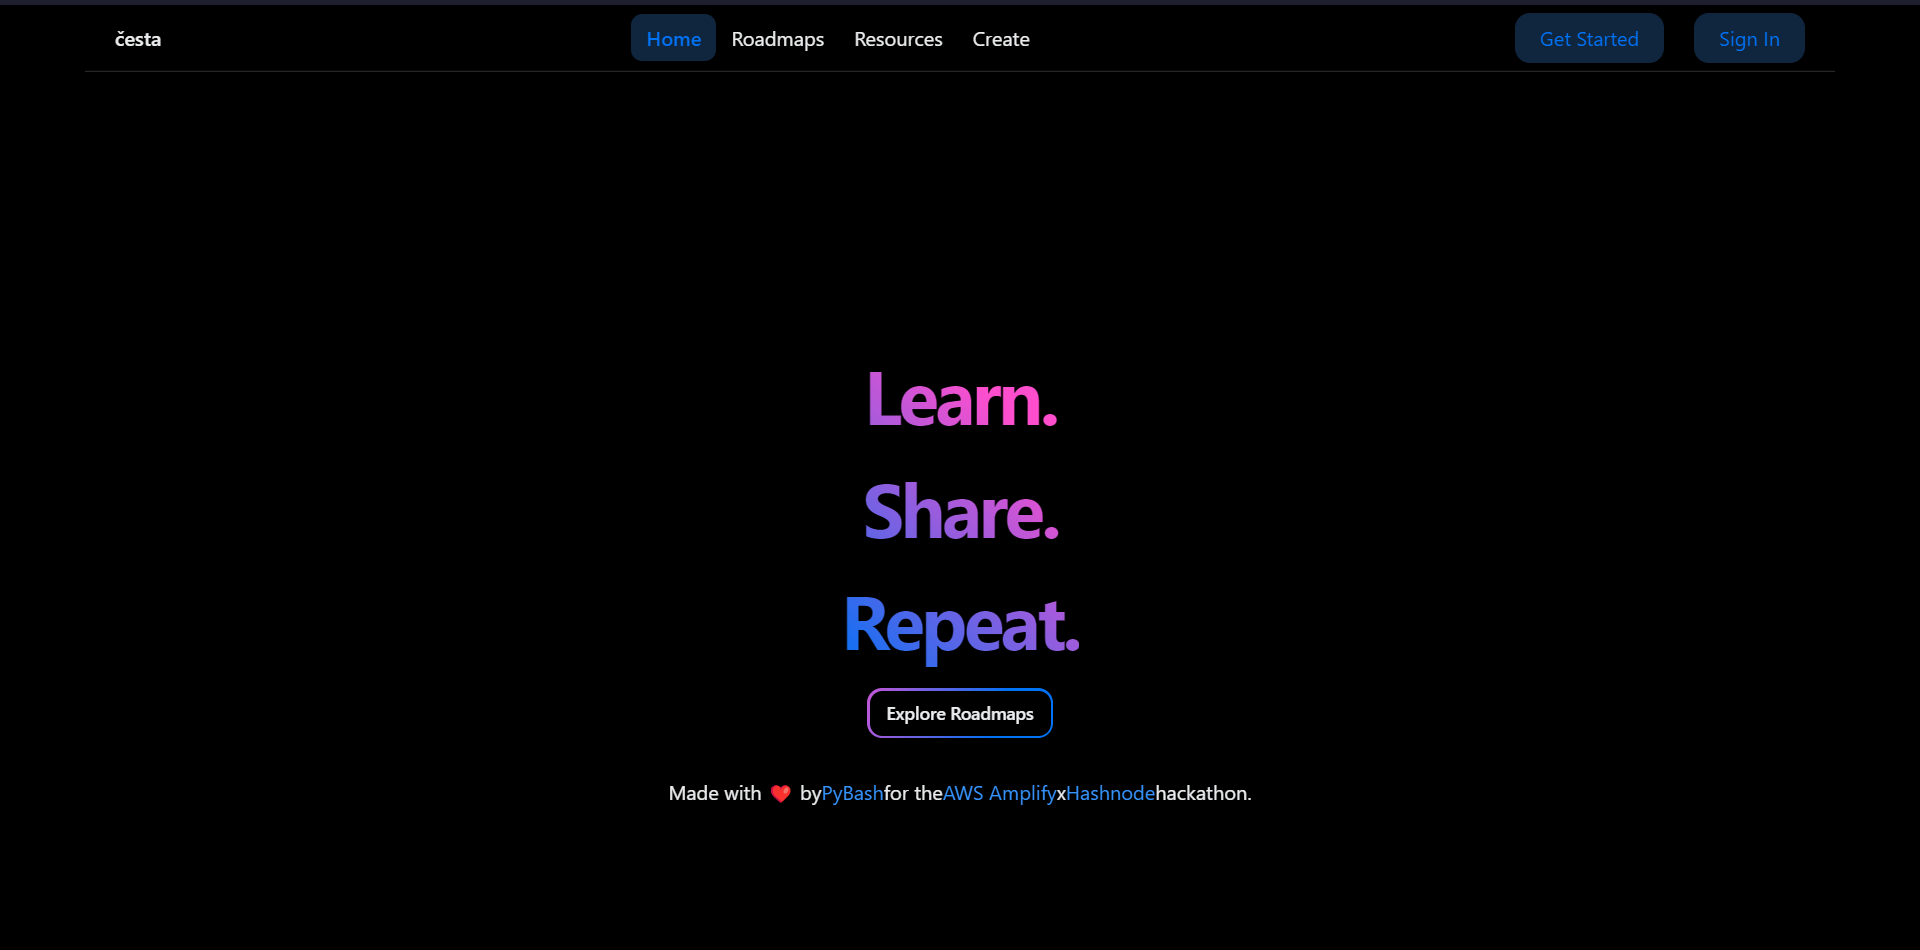 česta
Home Roadmaps Resources Create
Get Started Sign In
Learn.
Share.
Repeat.
Explore Roadmaps
Made with ❤️ byPyBashfor theAWS AmplifyxHashnodehackathon.